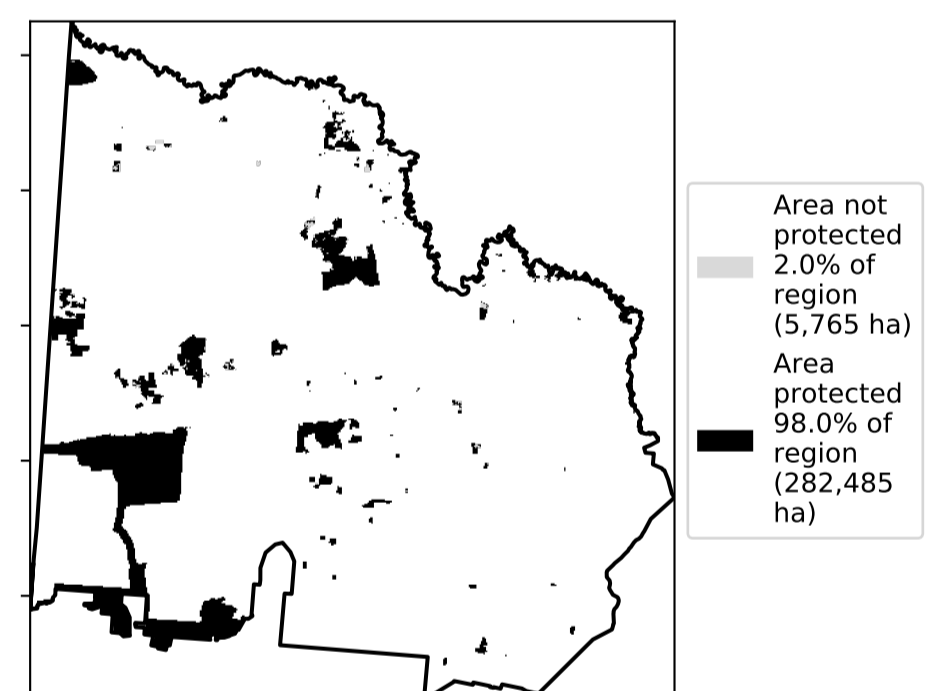 Area not
protected
2.0% of
region
(5,765 ha)
Area
protected
98.0% of
region
(282,485
ha)